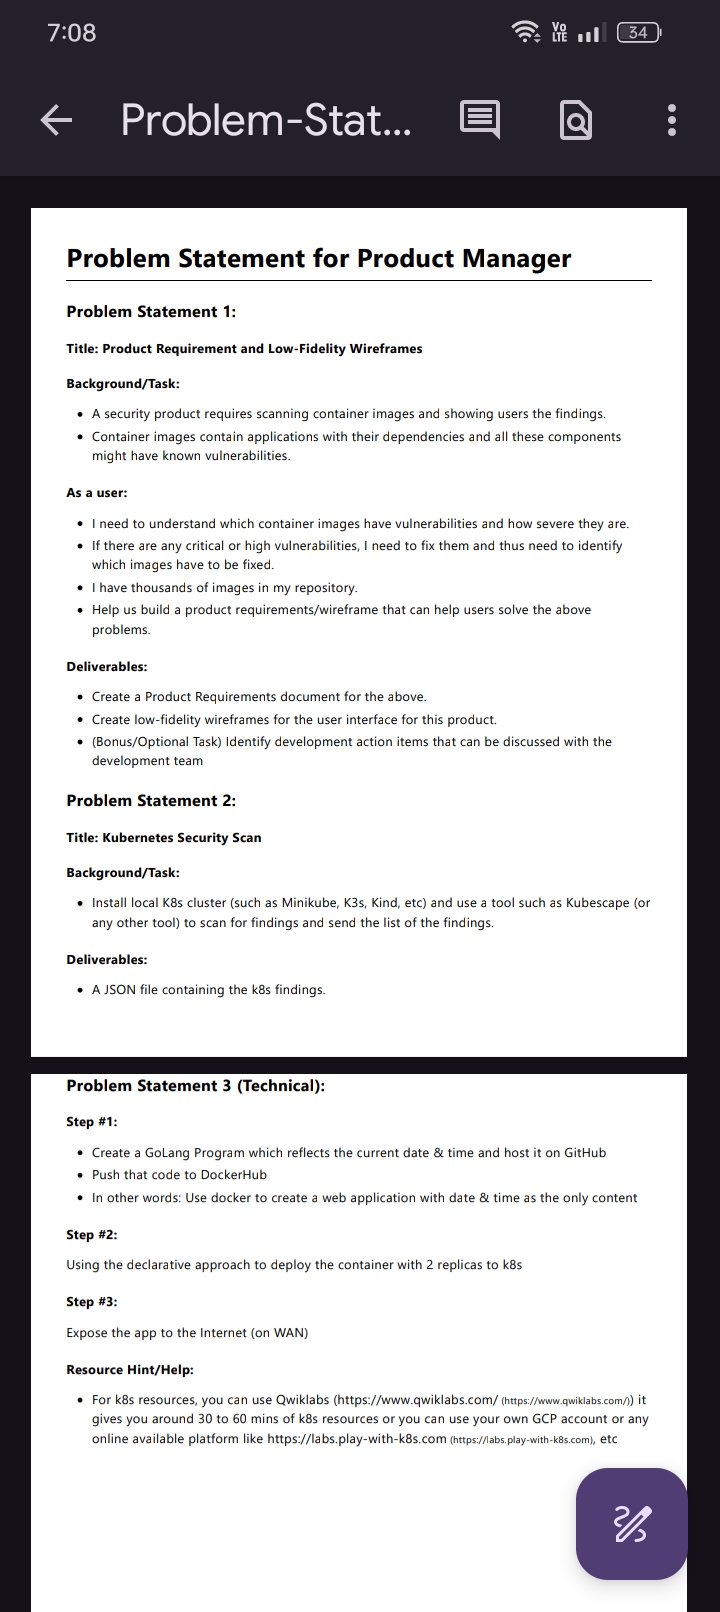 7:08
Vo
LTE
34
Problem-Stat...
Problem Statement for Product Manager
Problem Statement 1:
Title: Product Requirement and Low-Fidelity Wireframes
Background/Task:
• A security product requires scanning container images and showing users the findings.
• Container images contain applications with their dependencies and all these components
might have known vulnerabilities.
As a user:
• I need to understand which container images have vulnerabilities and how severe they are.
• If there are any critical or high vulnerabilities, I need to fix them and thus need to identify
which images have to be fixed.
• I have thousands of images in my repository.
• Help us build a product requirements/wireframe that can help users solve the above
problems.
Deliverables:
• Create a Product Requirements document for the above.
• Create low-fidelity wireframes for the user interface for this product.
• (Bonus/Optional Task) Identify development action items that can be discussed with the
development team
Problem Statement 2:
Title: Kubernetes Security Scan
Background/Task:
• Install local K8s cluster (such as Minikube, K3s, Kind, etc) and use a tool such as Kubescape (or
any other tool) to scan for findings and send the list of the findings.
Deliverables:
• A JSON file containing the k8s findings.
Problem Statement 3 (Technical):
Step #1:
• Create a GoLang Program which reflects the current date & time and host it on GitHub
• Push that code to DockerHub
• In other words: Use docker to create a web application with date & time as the only content
Step #2:
Using the declarative approach to deploy the container with 2 replicas to k8s
Step #3:
Expose the app to the Internet (on WAN)
Resource Hint/Help:
• For k8s resources, you can use Qwiklabs (https://www.qwiklabs.com/ (https://www.qwiklabs.com/)) it
gives you around 30 to 60 mins of k8s resources or you can use your own GCP account or any
online available platform like https://labs.play-with-k8s.com (https://labs.play-with-k8s.com), etc